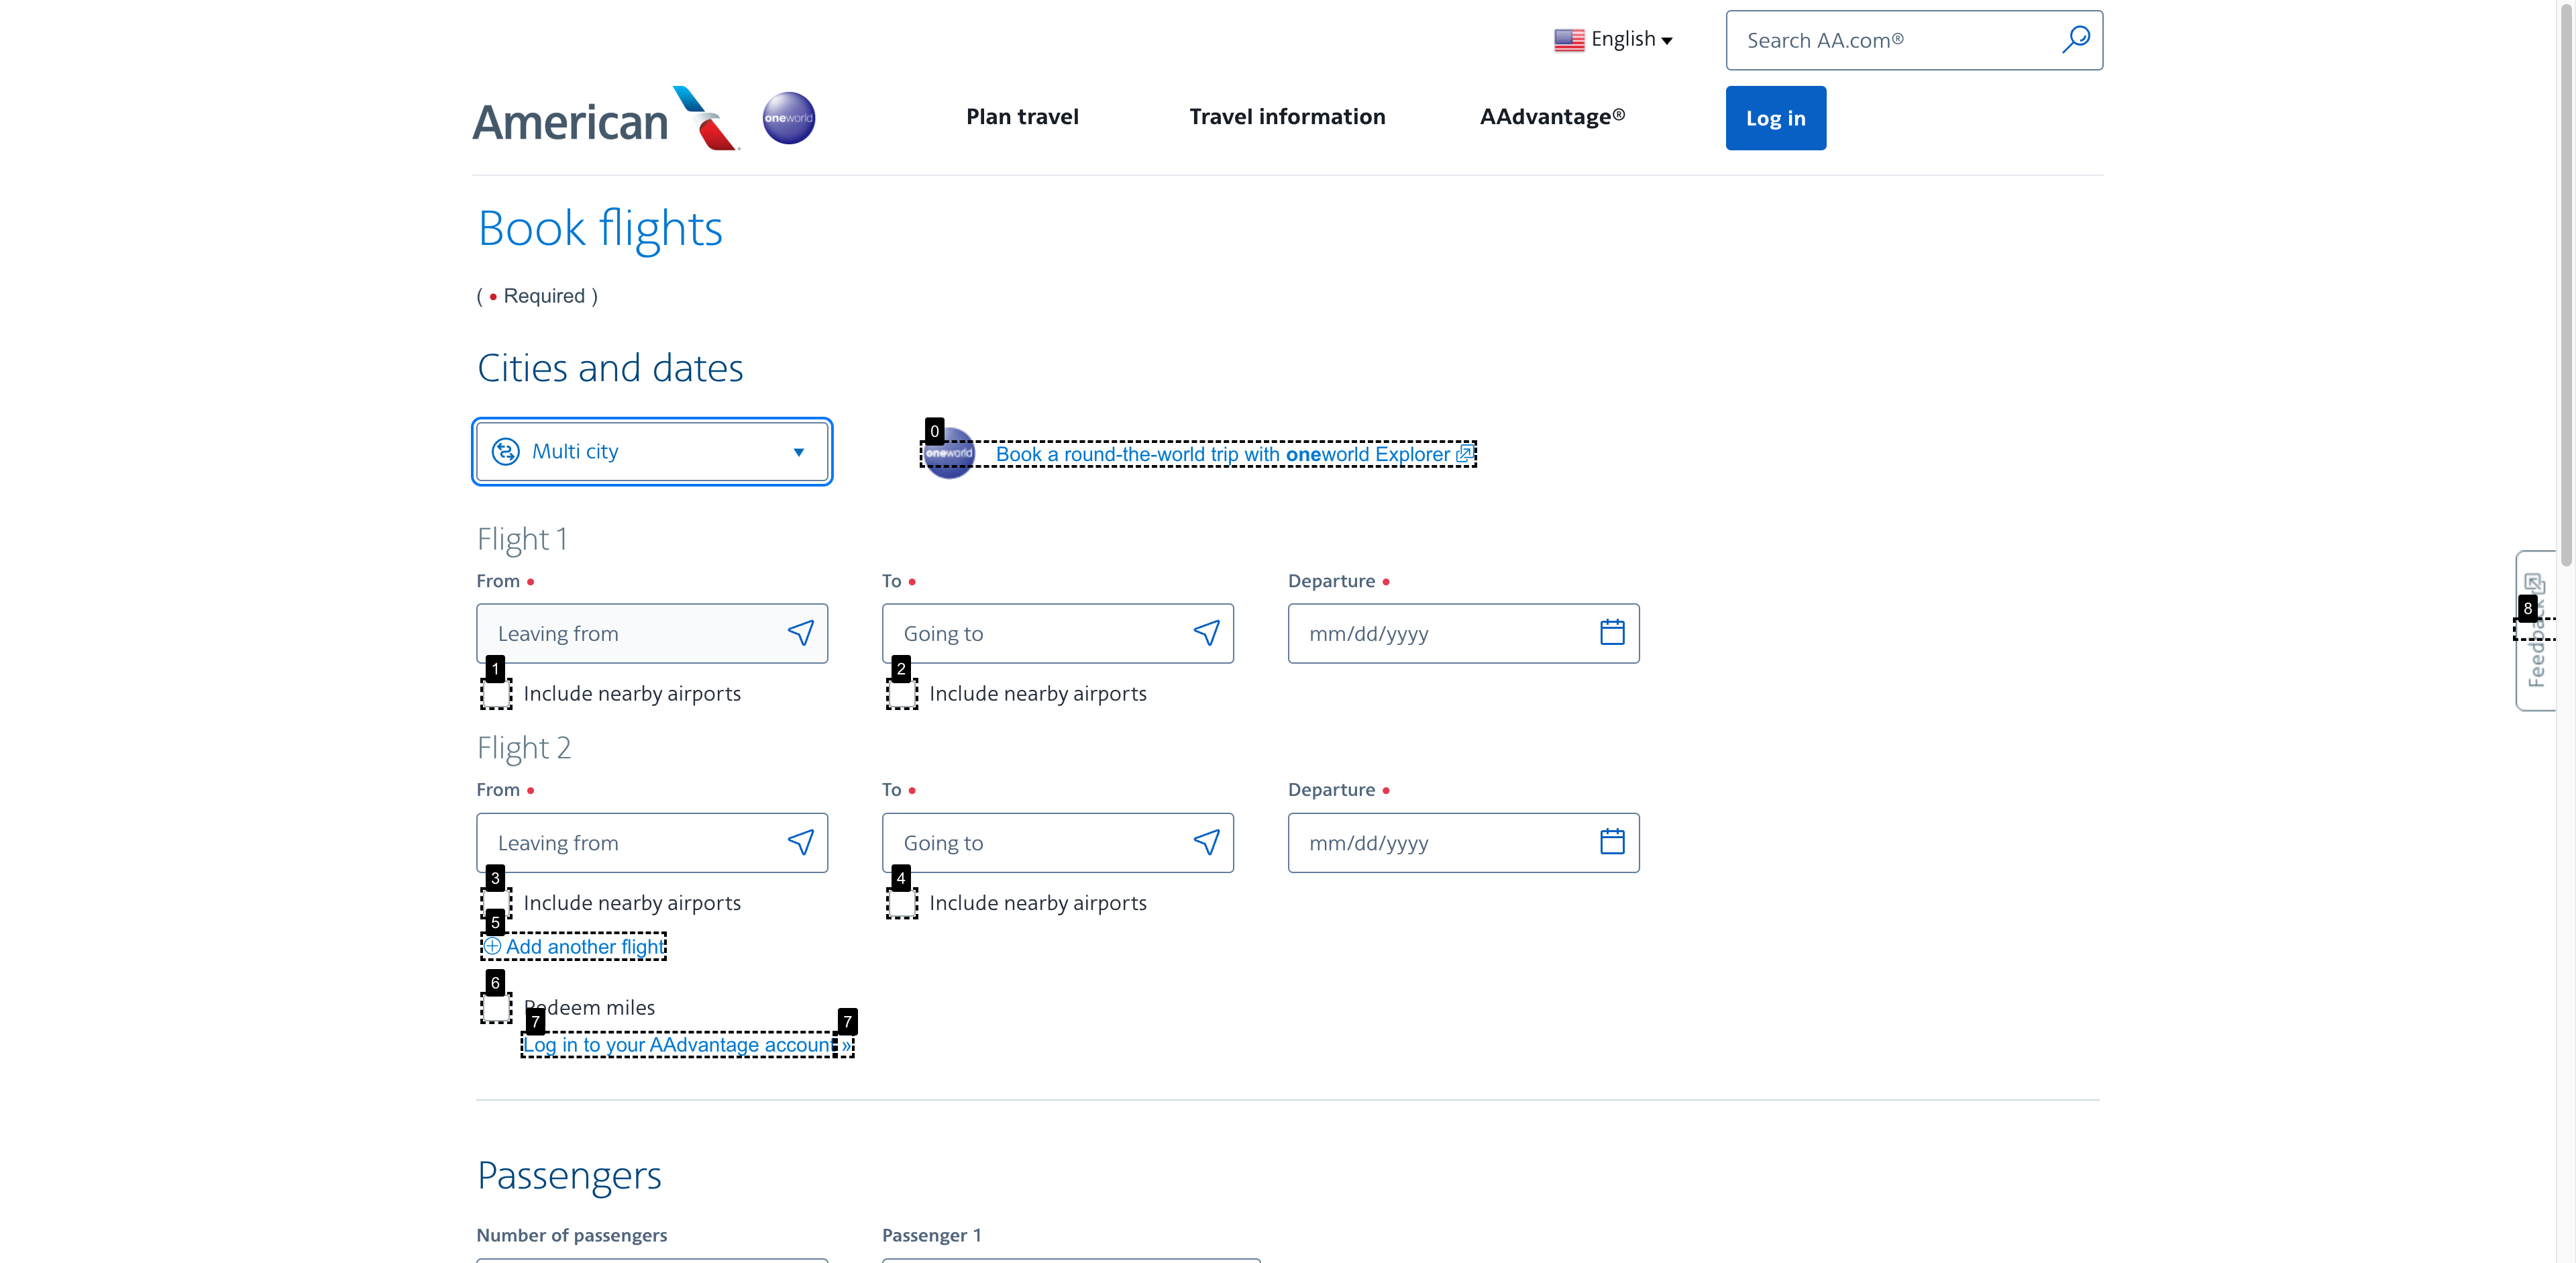 English
Search AA.com®
American
oneworld
Plan travel
Travel information
AAdvantage®
Log in
Book flights
( • Required )
Cities and dates
Multi city
0
oneworld
Book a round-the-world trip with oneworld Explorer
Flight 1
From •
To •
Departure •
Leaving from
Going to
mm/dd/yyyy
1
Include nearby airports
2
Include nearby airports
8
Feedback
Flight 2
From •
To •
Departure •
Leaving from
Going to
mm/dd/yyyy
3
Include nearby airports
4
Include nearby airports
5
Add another flight
6
Redeem miles
7
7
Log in to your AAdvantage account »
Passengers
Number of passengers
Passenger 1